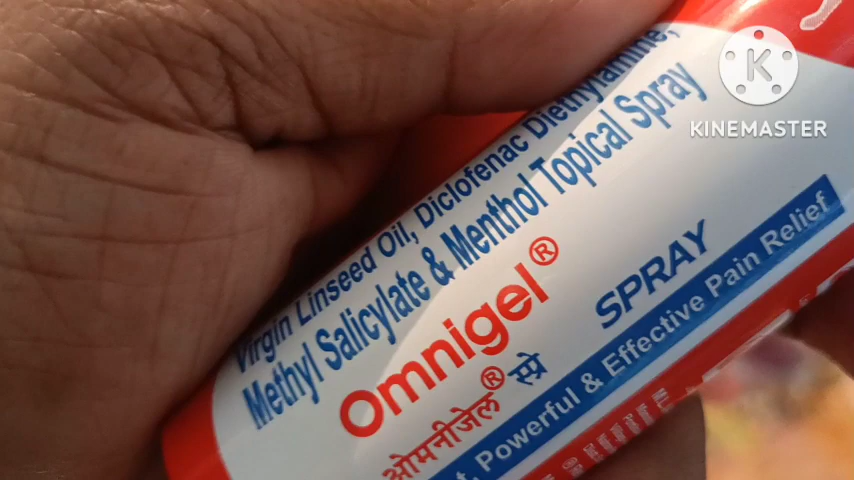 Virgin Linseed Oil, Diclofenac Diethylamine,
Methyl Salicylate & Menthol Topical Spray
Omnigel®
SPRAY
ओमनीजेल® स्प्रे
Powerful & Effective Pain Relief
KINEMASTER